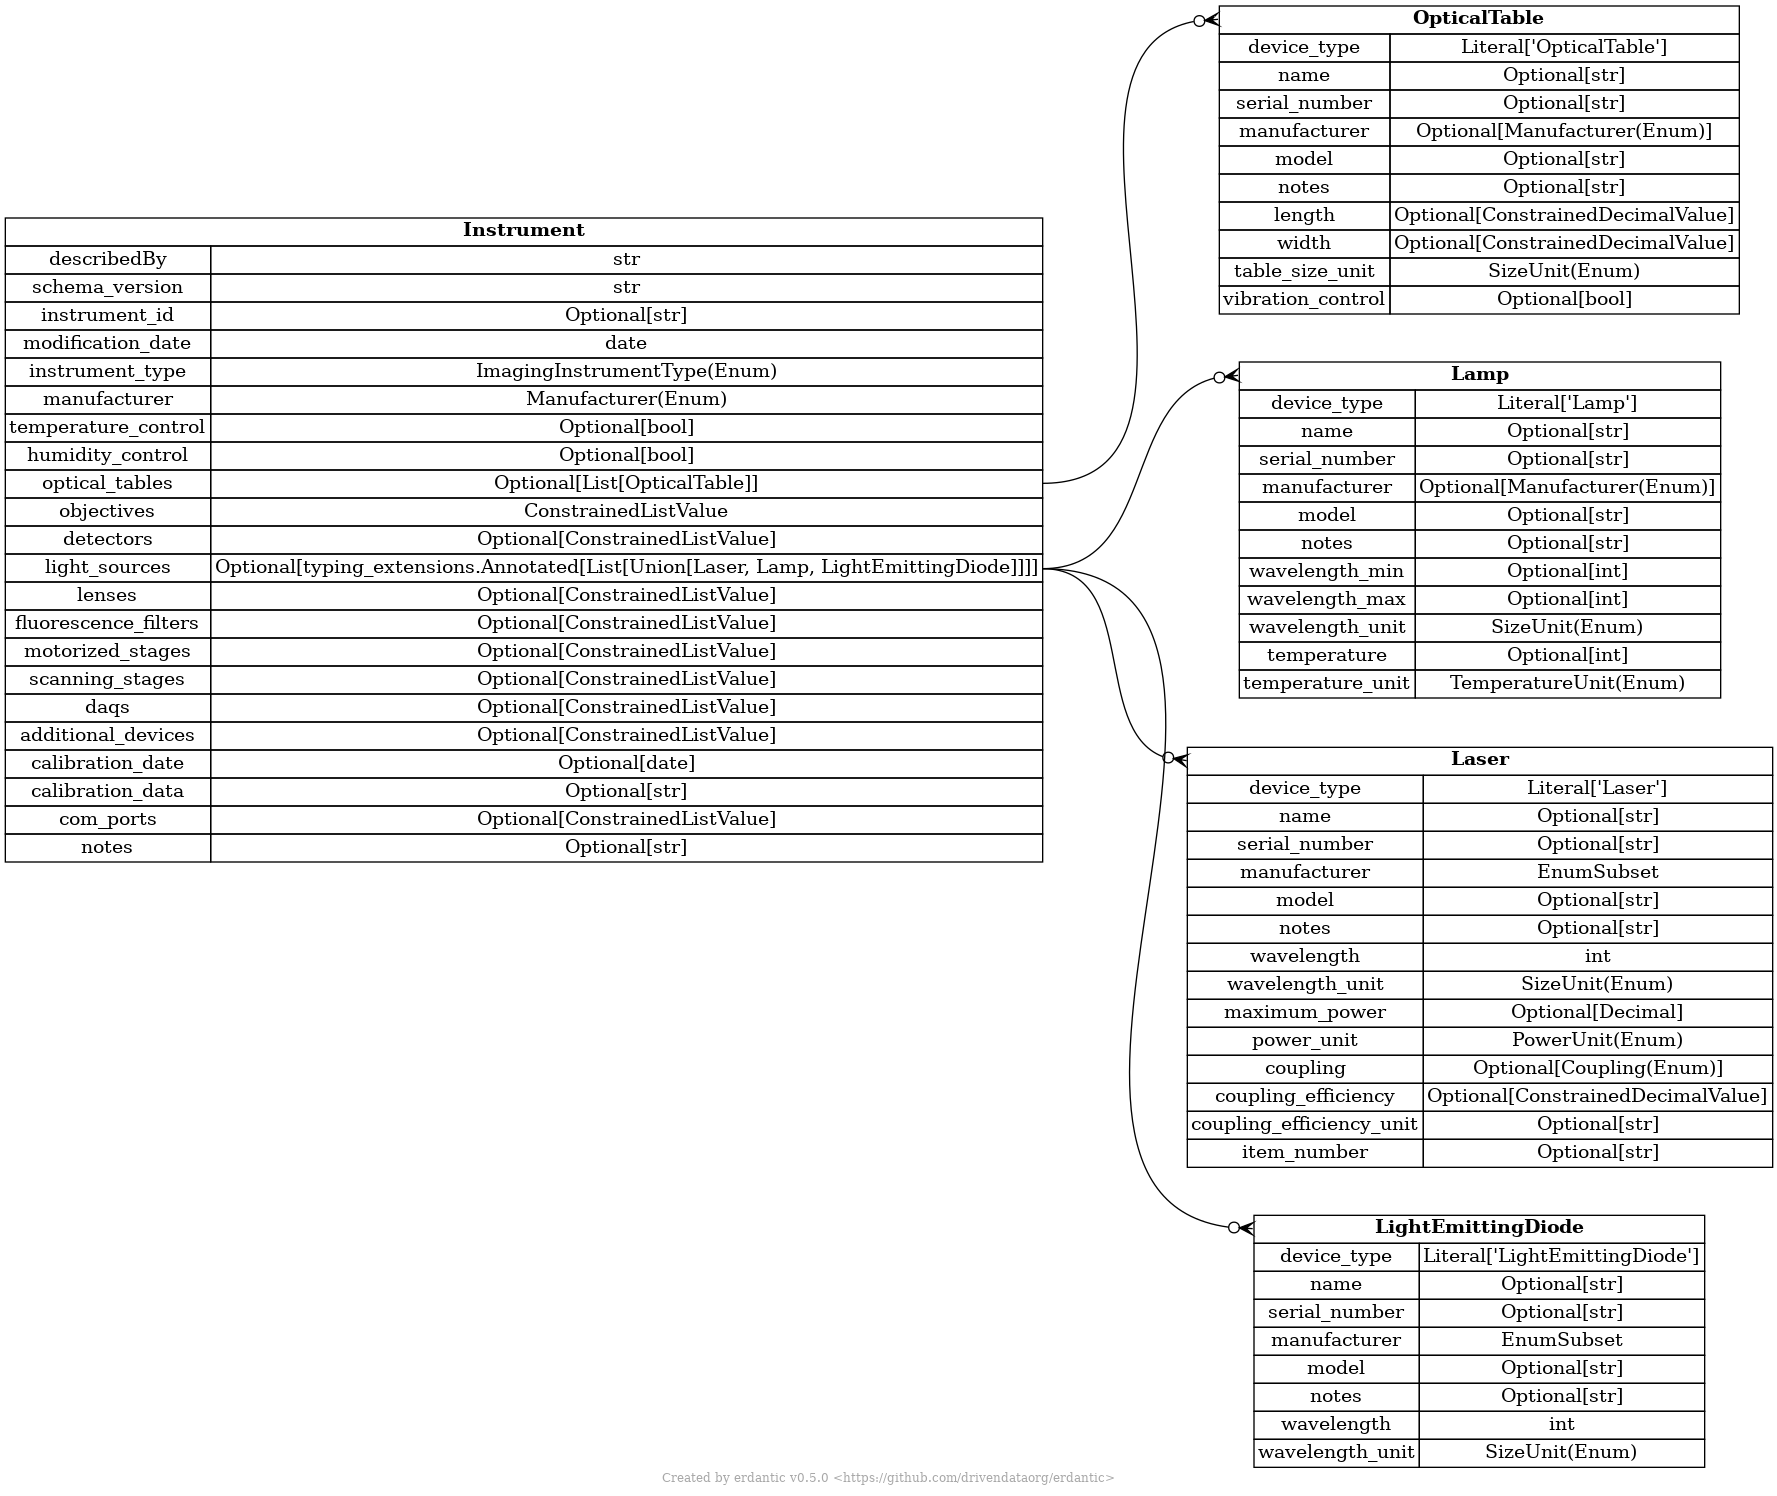 Instrument
describedBy str
schema_version str
instrument_id Optional[str]
modification_date date
instrument_type ImagingInstrumentType(Enum)
manufacturer Manufacturer(Enum)
temperature_control Optional[bool]
humidity_control Optional[bool]
optical_tables Optional[List[OpticalTable]]
objectives ConstrainedListValue
detectors Optional[ConstrainedListValue]
light_sources Optional[typing_extensions.Annotated[List[Union[Laser, Lamp, LightEmittingDiode]]]]
lenses Optional[ConstrainedListValue]
fluorescence_filters Optional[ConstrainedListValue]
motorized_stages Optional[ConstrainedListValue]
scanning_stages Optional[ConstrainedListValue]
daqs Optional[ConstrainedListValue]
additional_devices Optional[ConstrainedListValue]
calibration_date Optional[date]
calibration_data Optional[str]
com_ports Optional[ConstrainedListValue]
notes Optional[str]
OpticalTable
device_type Literal['OpticalTable']
name Optional[str]
serial_number Optional[str]
manufacturer Optional[Manufacturer(Enum)]
model Optional[str]
notes Optional[str]
length Optional[ConstrainedDecimalValue]
width Optional[ConstrainedDecimalValue]
table_size_unit SizeUnit(Enum)
vibration_control Optional[bool]
Lamp
device_type Literal['Lamp']
name Optional[str]
serial_number Optional[str]
manufacturer Optional[Manufacturer(Enum)]
model Optional[str]
notes Optional[str]
wavelength_min Optional[int]
wavelength_max Optional[int]
wavelength_unit SizeUnit(Enum)
temperature Optional[int]
temperature_unit TemperatureUnit(Enum)
Laser
device_type Literal['Laser']
name Optional[str]
serial_number Optional[str]
manufacturer EnumSubset
model Optional[str]
notes Optional[str]
wavelength int
wavelength_unit SizeUnit(Enum)
maximum_power Optional[Decimal]
power_unit PowerUnit(Enum)
coupling Optional[Coupling(Enum)]
coupling_efficiency Optional[ConstrainedDecimalValue]
coupling_efficiency_unit Optional[str]
item_number Optional[str]
LightEmittingDiode
device_type Literal['LightEmittingDiode']
name Optional[str]
serial_number Optional[str]
manufacturer EnumSubset
model Optional[str]
notes Optional[str]
wavelength int
wavelength_unit SizeUnit(Enum)
Created by erdantic v0.5.0 <https://github.com/drivendataorg/erdantic>